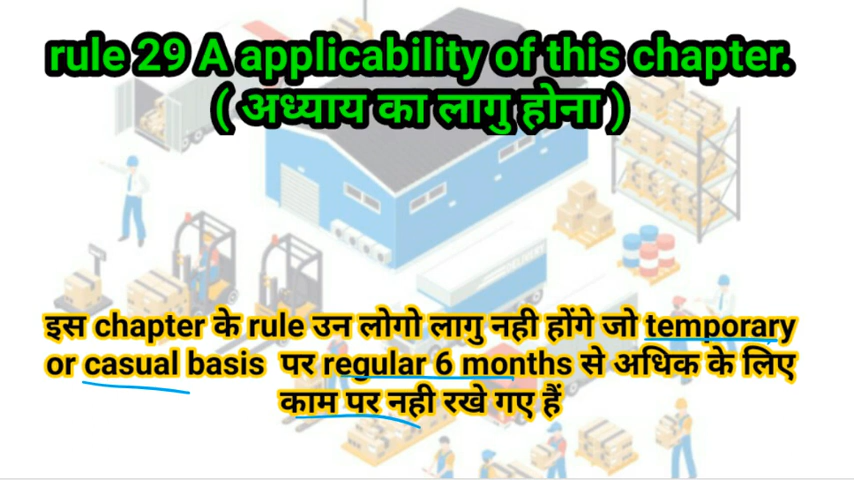 rule 29 A applicability of this chapter.
( अध्याय का लागु होना )
इस chapter के rule उन लोगो लागु नही होंगे जो temporary
or casual basis पर regular 6 months से अधिक के लिए
काम पर नही रखे गए हैं